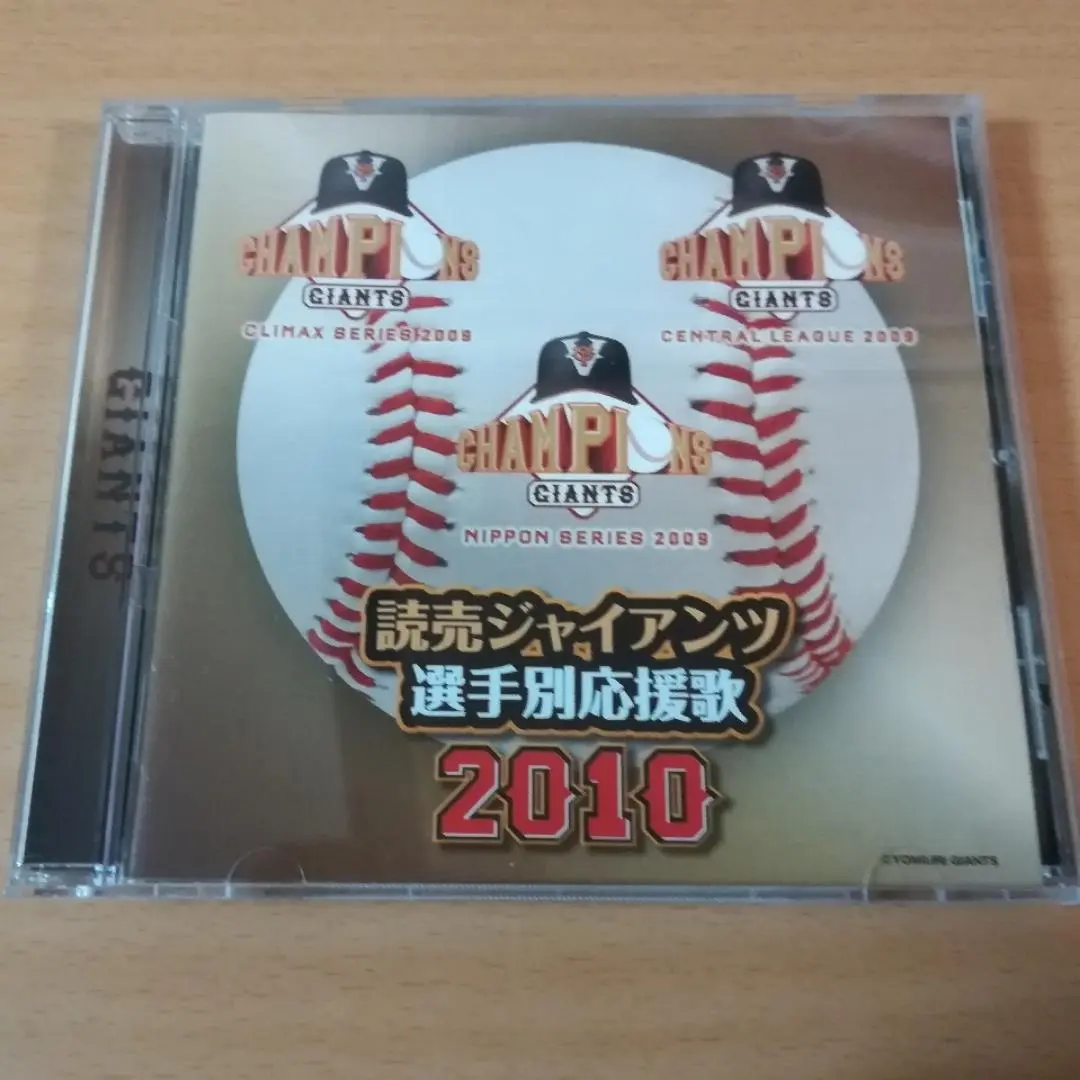 CHAMPIONS
GIANTS
CLIMAX SERIES 2009
CHAMPIONS
GIANTS
CENTRAL LEAGUE 2009
CHAMPIONS
GIANTS
NIPPON SERIES 2009
読売ジャイアンツ
選手別応援歌
2010
©YOMIURI GIANTS
GIANTS